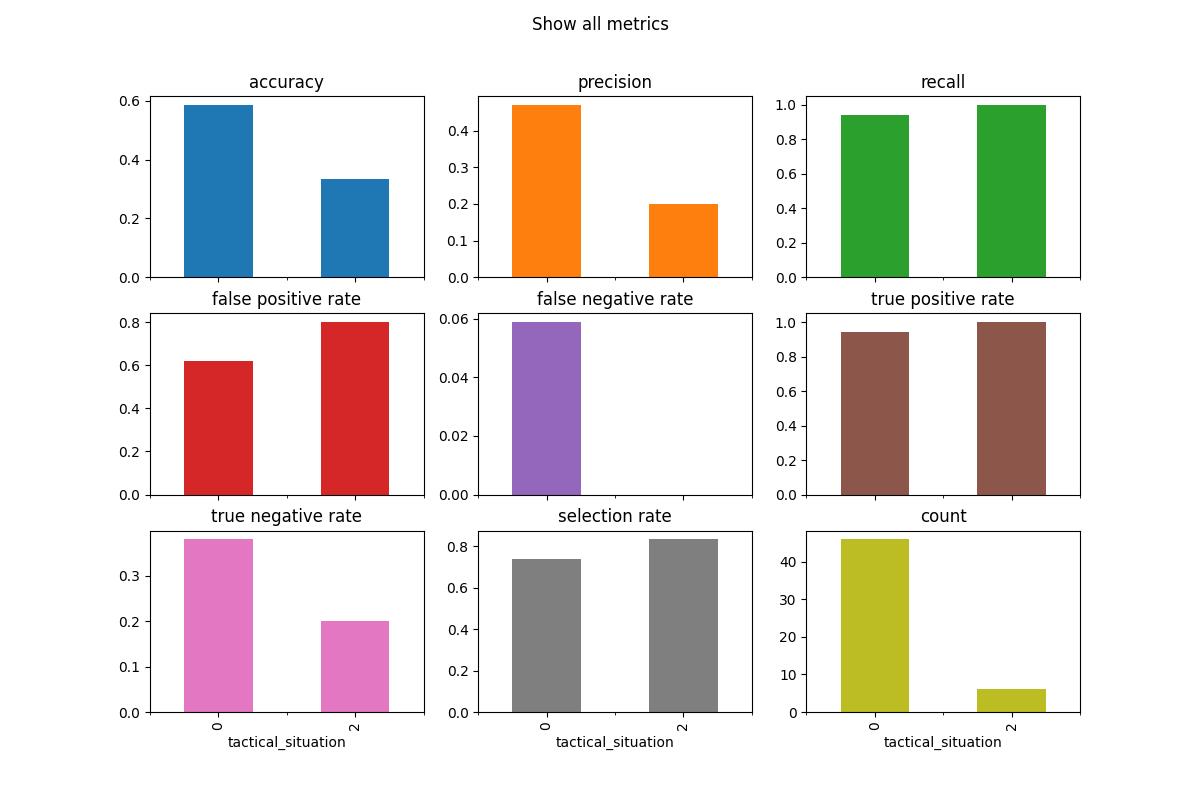 Show all metrics
accuracy precision recall
0.6 0.4 0.2 0.0
0.4 0.3 0.2 0.1 0.0
1.0 0.8 0.6 0.4 0.2 0.0
false positive rate false negative rate true positive rate
0.8 0.6 0.4 0.2 0.0
0.06 0.04 0.02 0.00
1.0 0.8 0.6 0.4 0.2 0.0
true negative rate selection rate count
0.3 0.2 0.1 0.0
0.8 0.6 0.4 0.2 0.0
40 30 20 10 0
0 2 0 2 0 2
tactical_situation tactical_situation tactical_situation